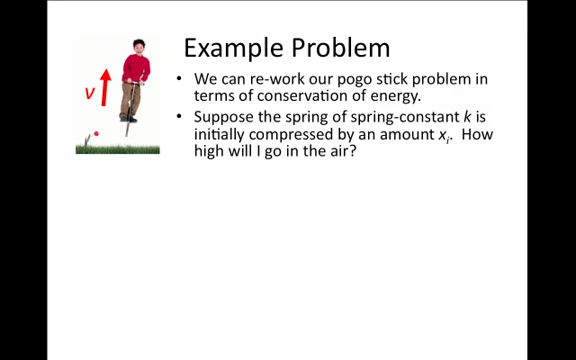 Example Problem
v
• We can re-work our pogo stick problem in
terms of conservation of energy.
• Suppose the spring of spring-constant k is
initially compressed by an amount xi. How
high will I go in the air?